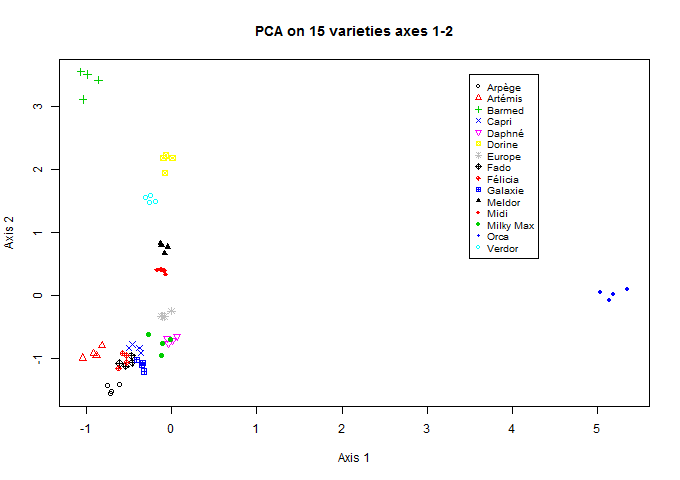 PCA on 15 varieties axes 1-2
Axis 2
3
2
1
0
-1
Arpège
Artémis
Barmed
Capri
Daphné
Dorine
Europe
Fado
Félicia
Galaxie
Meldor
Midi
Milky Max
Orca
Verdor
-1 0 1 2 3 4 5
Axis 1